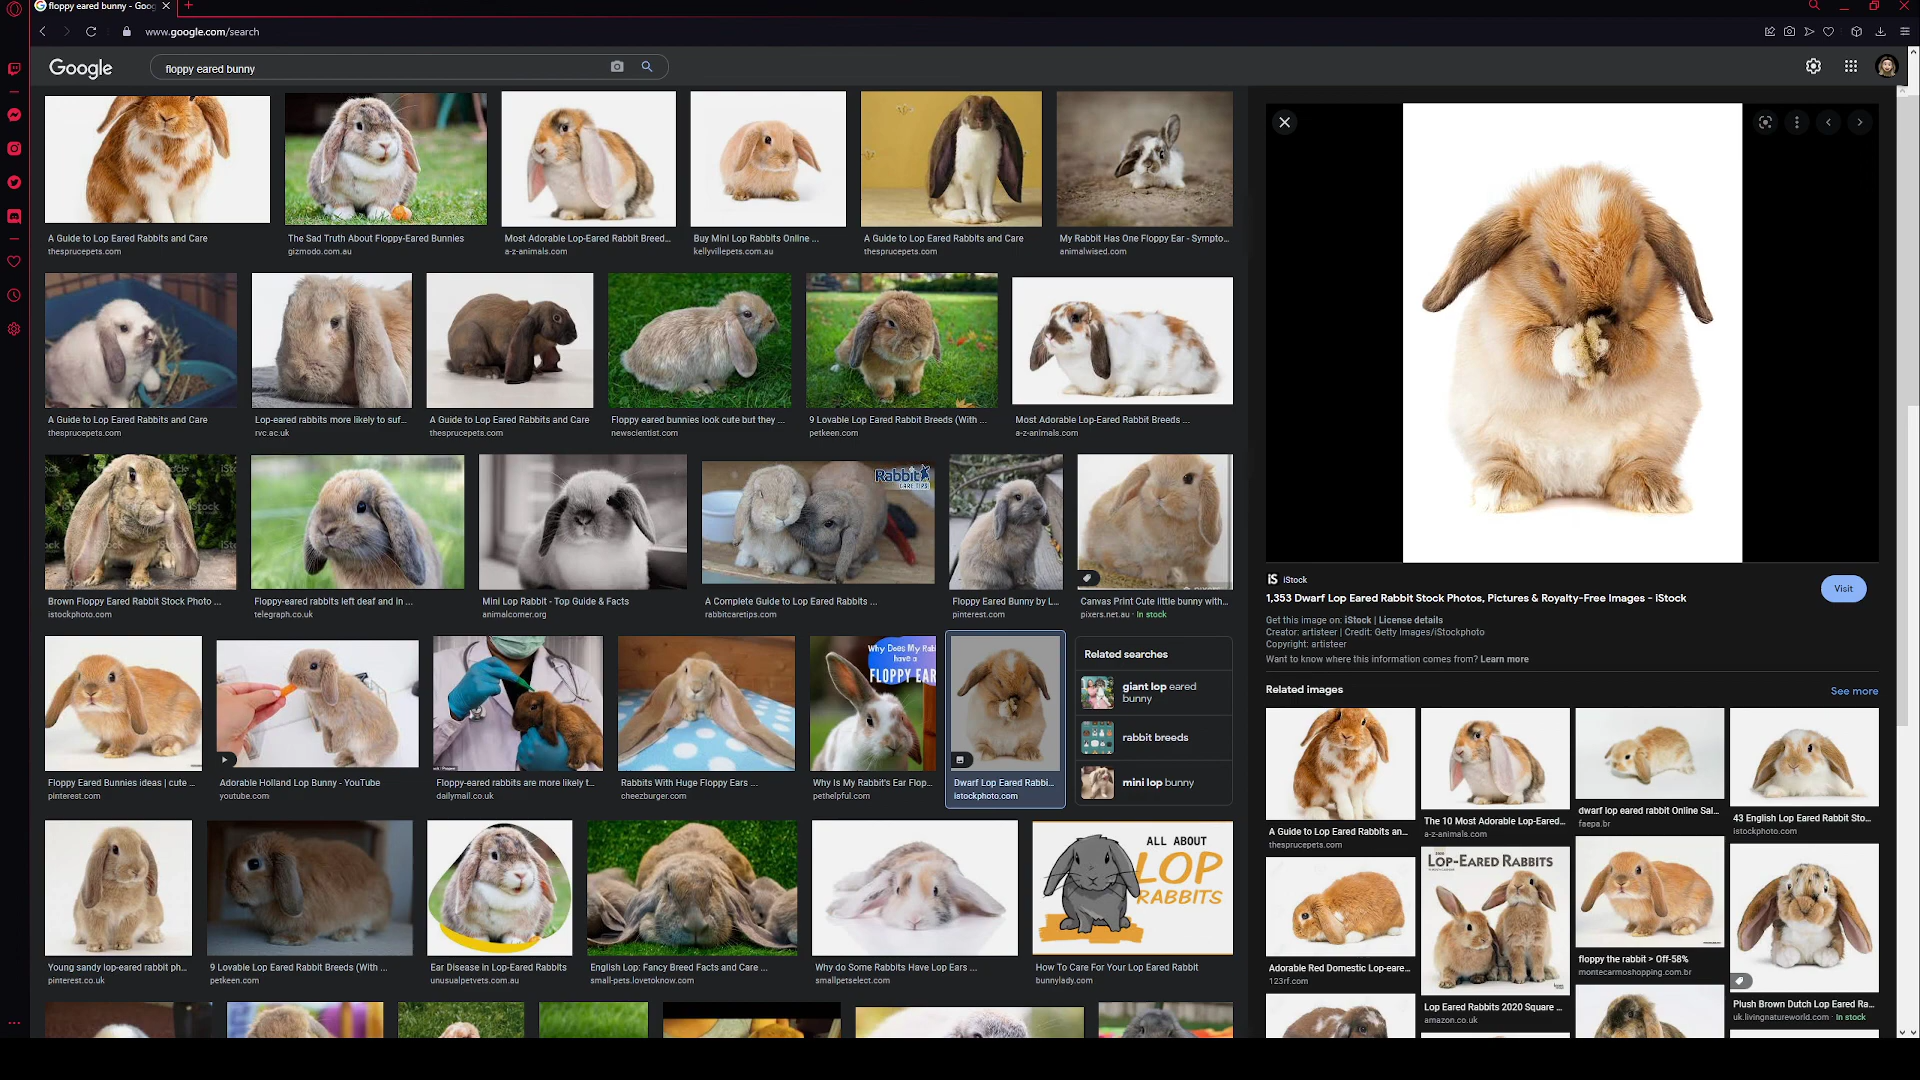 floppy eared bunny - Goog
www.google.com/search
Google
floppy eared bunny
A Guide to Lop Eared Rabbits and Care
thesprucepets.com
The Sad Truth About Floppy-Eared Bunnies
gizmodo.com.au
Most Adorable Lop-Eared Rabbit Breed...
a-z-animals.com
Buy Mini Lop Rabbits Online ...
kellyvillepets.com.au
A Guide to Lop Eared Rabbits and Care
thesprucepets.com
My Rabbit Has One Floppy Ear - Sympto...
animalwised.com
A Guide to Lop Eared Rabbits and Care
thesprucepets.com
Lop-eared rabbits more likely to suf...
rvc.ac.uk
A Guide to Lop Eared Rabbits and Care
thesprucepets.com
Floppy eared bunnies look cute but they ...
newscientist.com
9 Lovable Lop Eared Rabbit Breeds (With ...
petkeen.com
Most Adorable Lop-Eared Rabbit Breeds ...
a-z-animals.com
iStock
Rabbit
CARE TIPS
Brown Floppy Eared Rabbit Stock Photo ...
istockphoto.com
Floppy-eared rabbits left deaf and in ...
telegraph.co.uk
Mini Lop Rabbit - Top Guide & Facts
animalcorner.org
A Complete Guide to Lop Eared Rabbits ...
rabbitcaretips.com
Floppy Eared Bunny by L...
pinterest.com
Canvas Print Cute little bunny with...
pixers.net.au · In stock
Why Does My Rab
have a
FLOPPY EAR
Floppy Eared Bunnies ideas | cute ...
pinterest.com
Adorable Holland Lop Bunny - YouTube
youtube.com
Floppy-eared rabbits are more likely t...
dailymail.co.uk
Rabbits With Huge Floppy Ears ...
cheezburger.com
Why Is My Rabbit's Ear Flop...
pethelpful.com
Dwarf Lop Eared Rabbi...
istockphoto.com
Related searches
giant lop eared
bunny
rabbit breeds
mini lop bunny
ALL ABOUT
LOP
RABBITS
Young sandy lop-eared rabbit ph...
pinterest.co.uk
9 Lovable Lop Eared Rabbit Breeds (With ...
petkeen.com
Ear Disease in Lop-Eared Rabbits
unusualpetvets.com.au
English Lop: Fancy Breed Facts and Care ...
small-pets.lovetoknow.com
Why do Some Rabbits Have Lop Ears ...
smallpetselect.com
How To Care For Your Lop Eared Rabbit
bunnylady.com
iS iStock
1,353 Dwarf Lop Eared Rabbit Stock Photos, Pictures & Royalty-Free Images - iStock
Visit
Get this image on: iStock | License details
Creator: artisteer | Credit: Getty Images/iStockphoto
Copyright: artisteer
Want to know where this information comes from? Learn more
Related images
See more
A Guide to Lop Eared Rabbits an...
thesprucepets.com
The 10 Most Adorable Lop-Eared...
a-z-animals.com
dwarf lop eared rabbit Online Sal...
faepa.br
43 English Lop Eared Rabbit Sto...
istockphoto.com
LOP-EARED RABBITS
Adorable Red Domestic Lop-eare...
123rf.com
Lop Eared Rabbits 2020 Square ...
amazon.co.uk
floppy the rabbit > Off-58%
montecarmoshopping.com.br
Plush Brown Dutch Lop Eared Ra...
uk.livingnatureworld.com · In stock